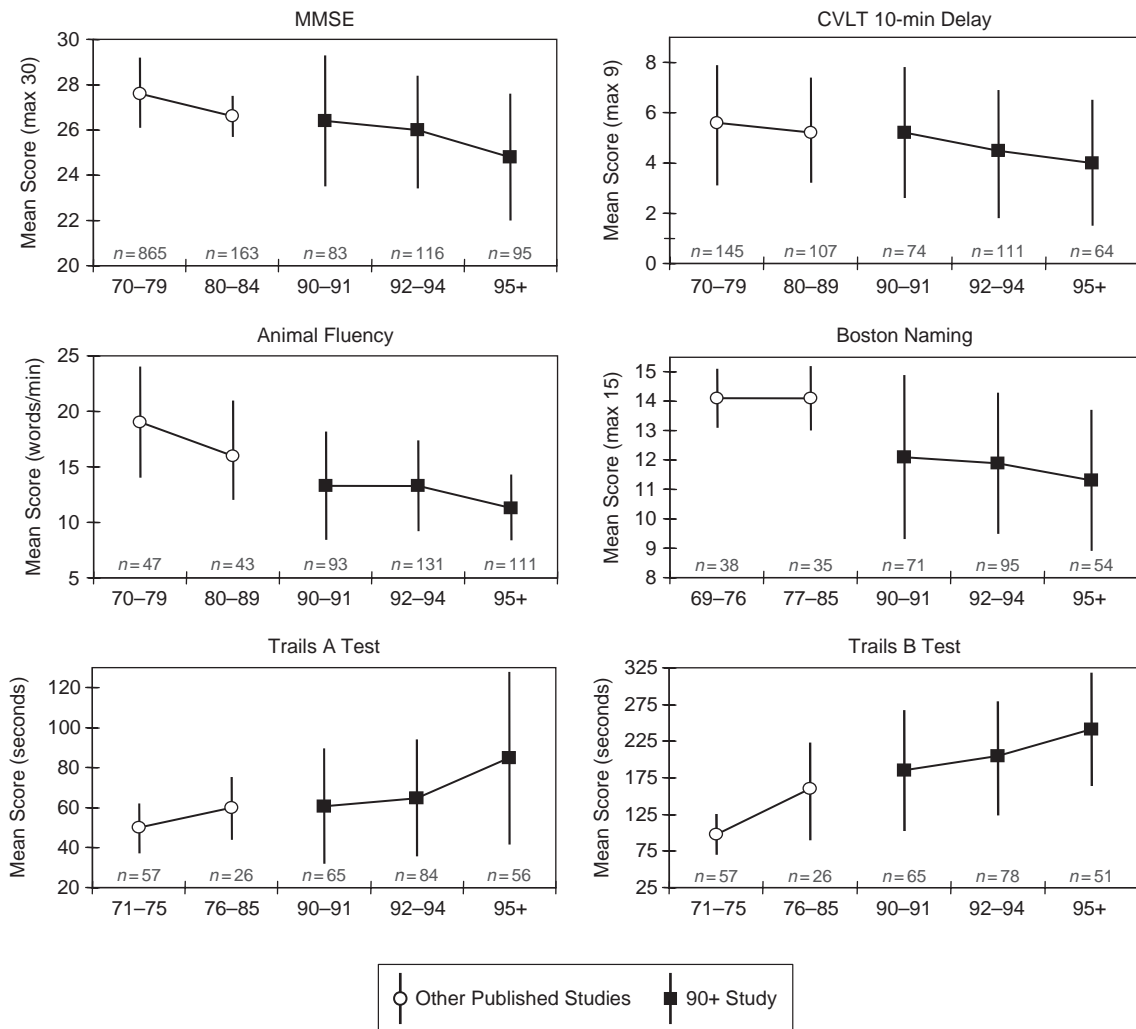 MMSE
Mean Score (max 30)
30
28
26
24
22
20
n=865 n=163 n=83 n=116 n=95
70–79 80–84 90–91 92–94 95+
CVLT 10-min Delay
Mean Score (max 9)
8
6
4
2
0
n=145 n=107 n=74 n=111 n=64
70–79 80–89 90–91 92–94 95+
Animal Fluency
Mean Score (words/min)
25
20
15
10
5
n=47 n=43 n=93 n=131 n=111
70–79 80–89 90–91 92–94 95+
Boston Naming
Mean Score (max 15)
15
14
13
12
11
10
9
8
n=38 n=35 n=71 n=95 n=54
69–76 77–85 90–91 92–94 95+
Trails A Test
Mean Score (seconds)
120
100
80
60
40
20
n=57 n=26 n=65 n=84 n=56
71–75 76–85 90–91 92–94 95+
Trails B Test
Mean Score (seconds)
325
275
225
175
125
75
25
n=57 n=26 n=65 n=78 n=51
71–75 76–85 90–91 92–94 95+
Other Published Studies 90+ Study